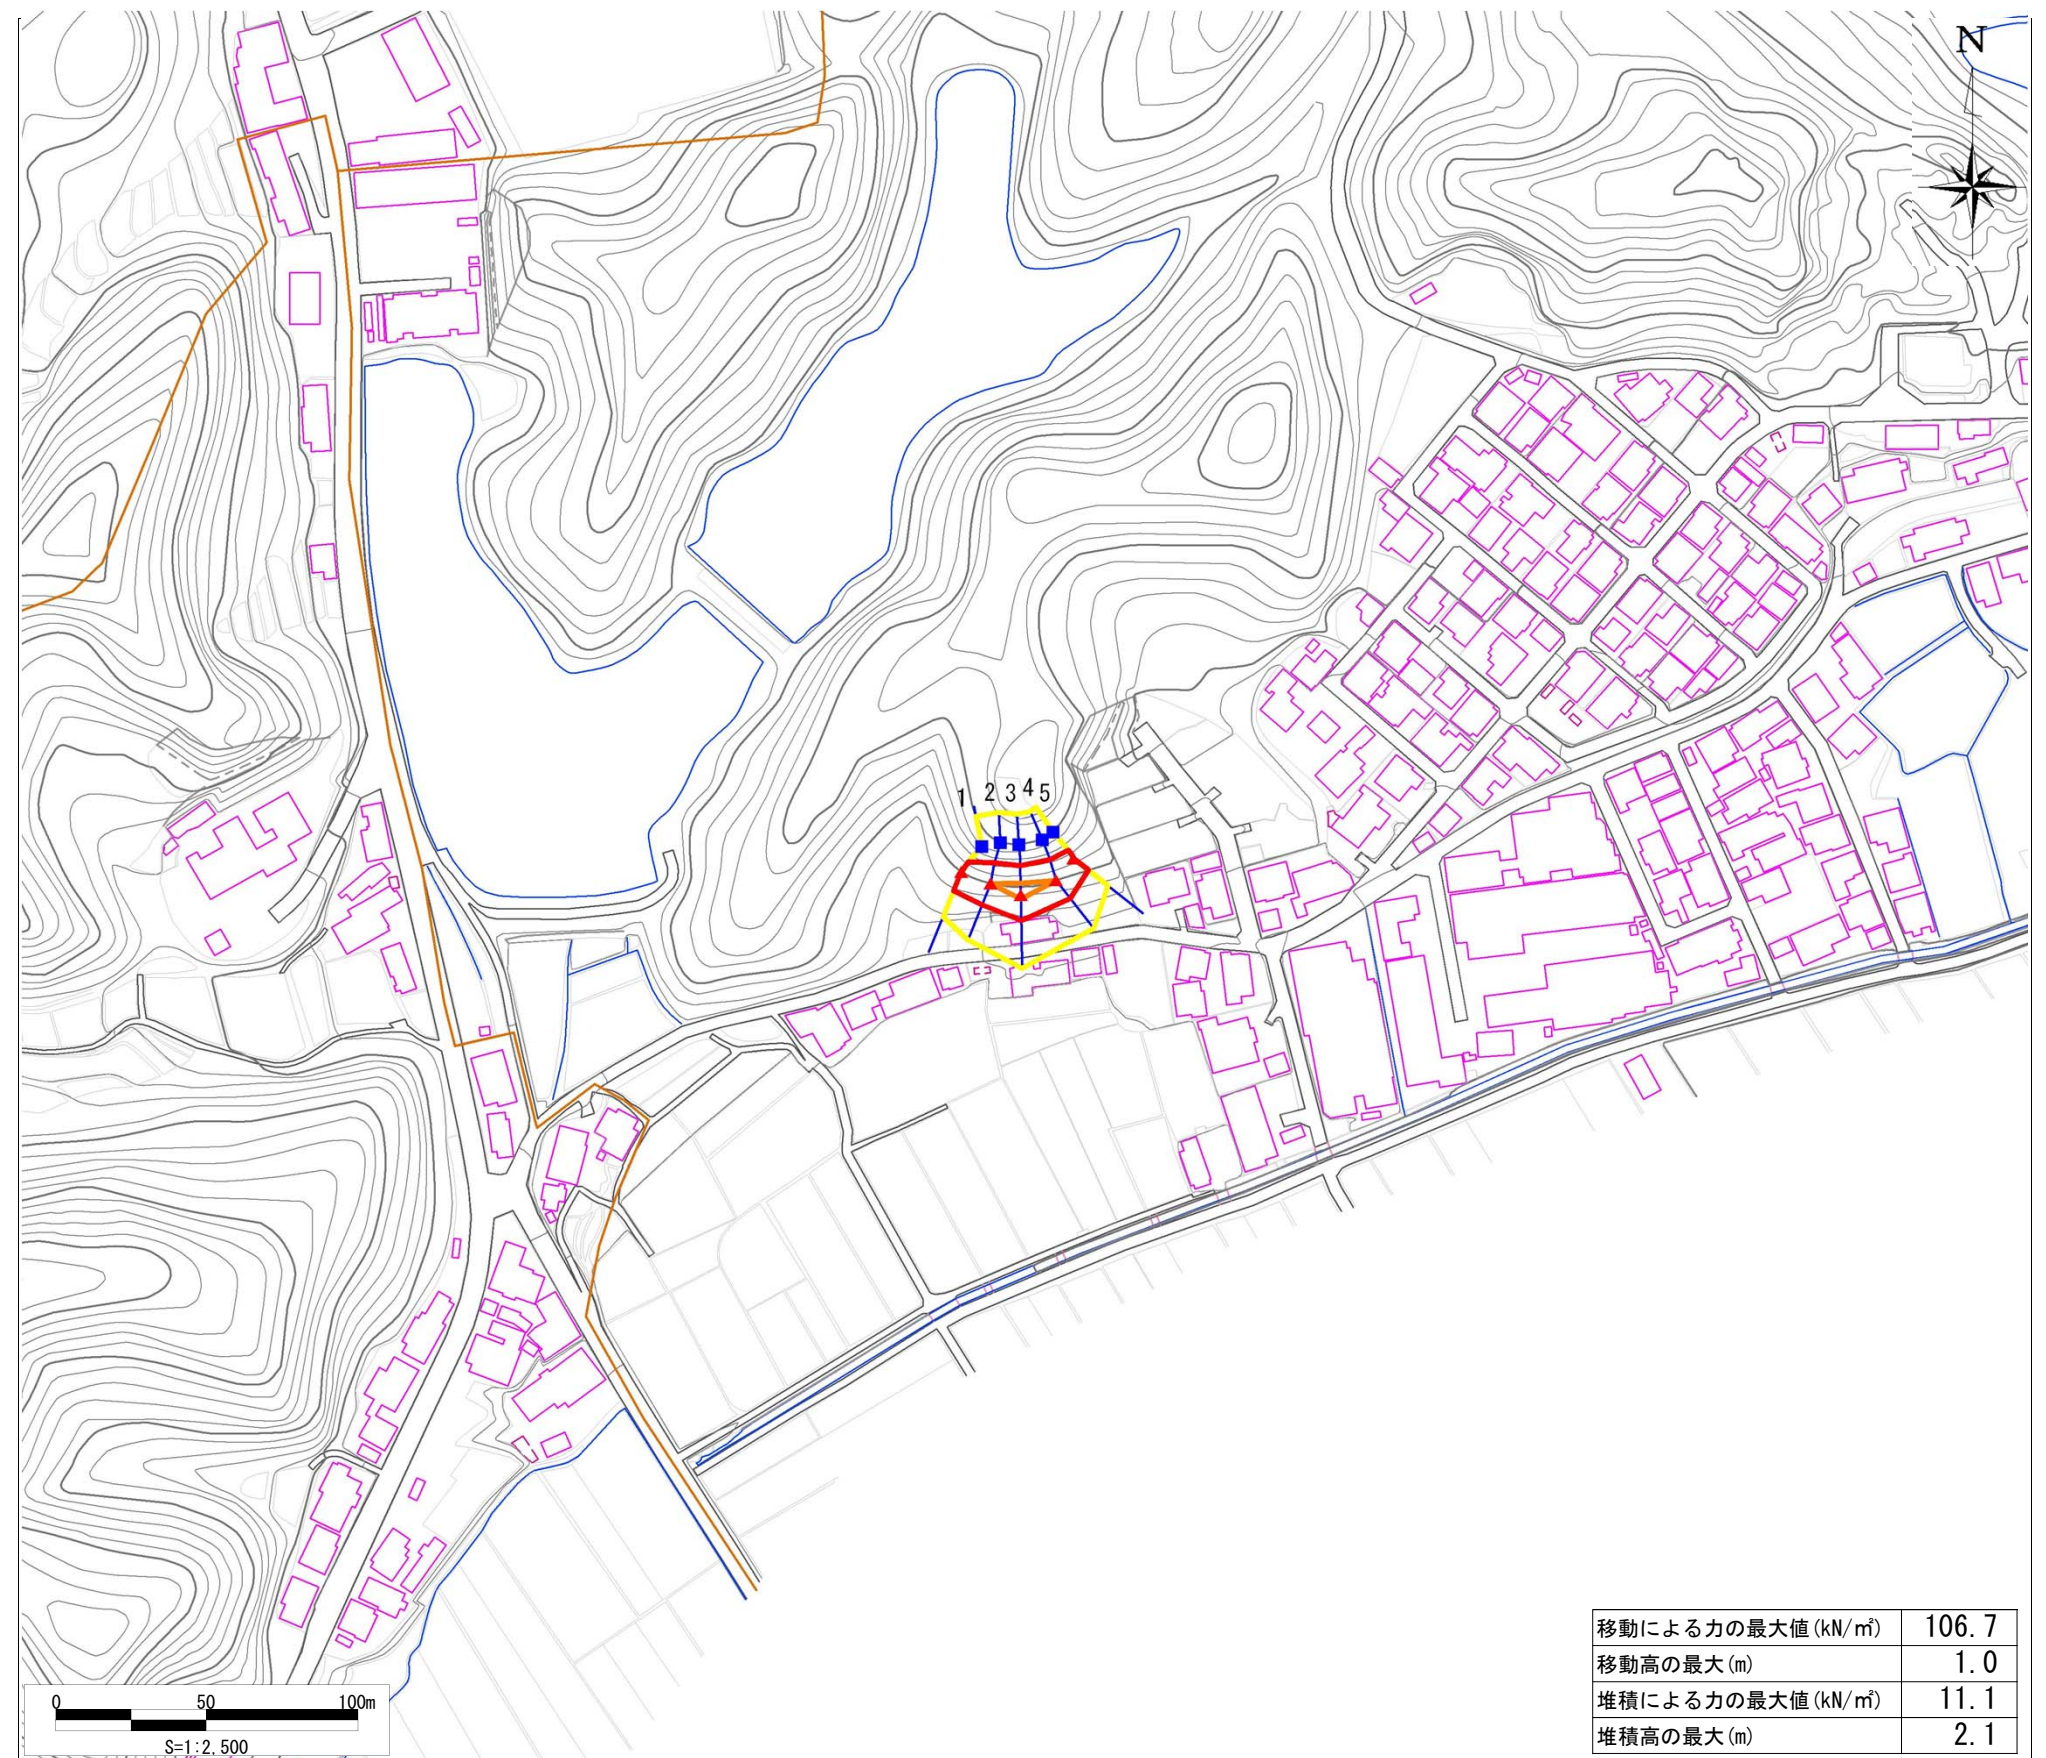 N
1 2 3 4 5
移動による力の最大値(kN/㎡) 106.7
移動高の最大(m) 1.0
堆積による力の最大値(kN/㎡) 11.1
堆積高の最大(m) 2.1
0 50 100m
S=1:2,500